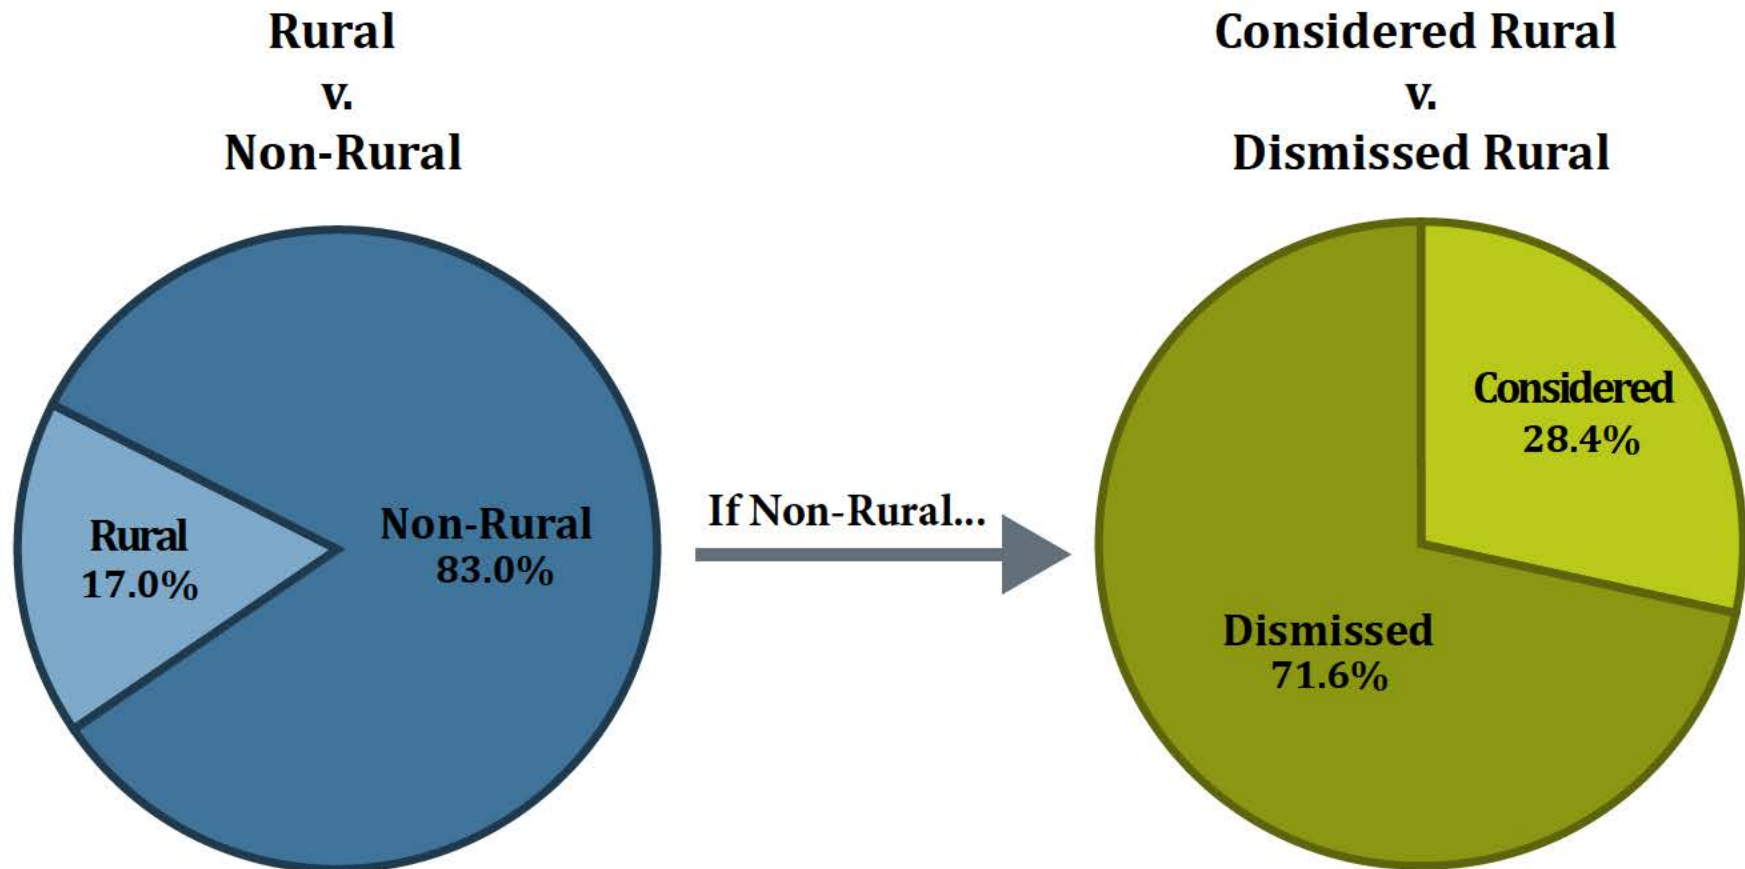 Rural
v.
Non-Rural
Rural
17.0%
Non-Rural
83.0%
If Non-Rural...
Considered Rural
v.
Dismissed Rural
Considered
28.4%
Dismissed
71.6%